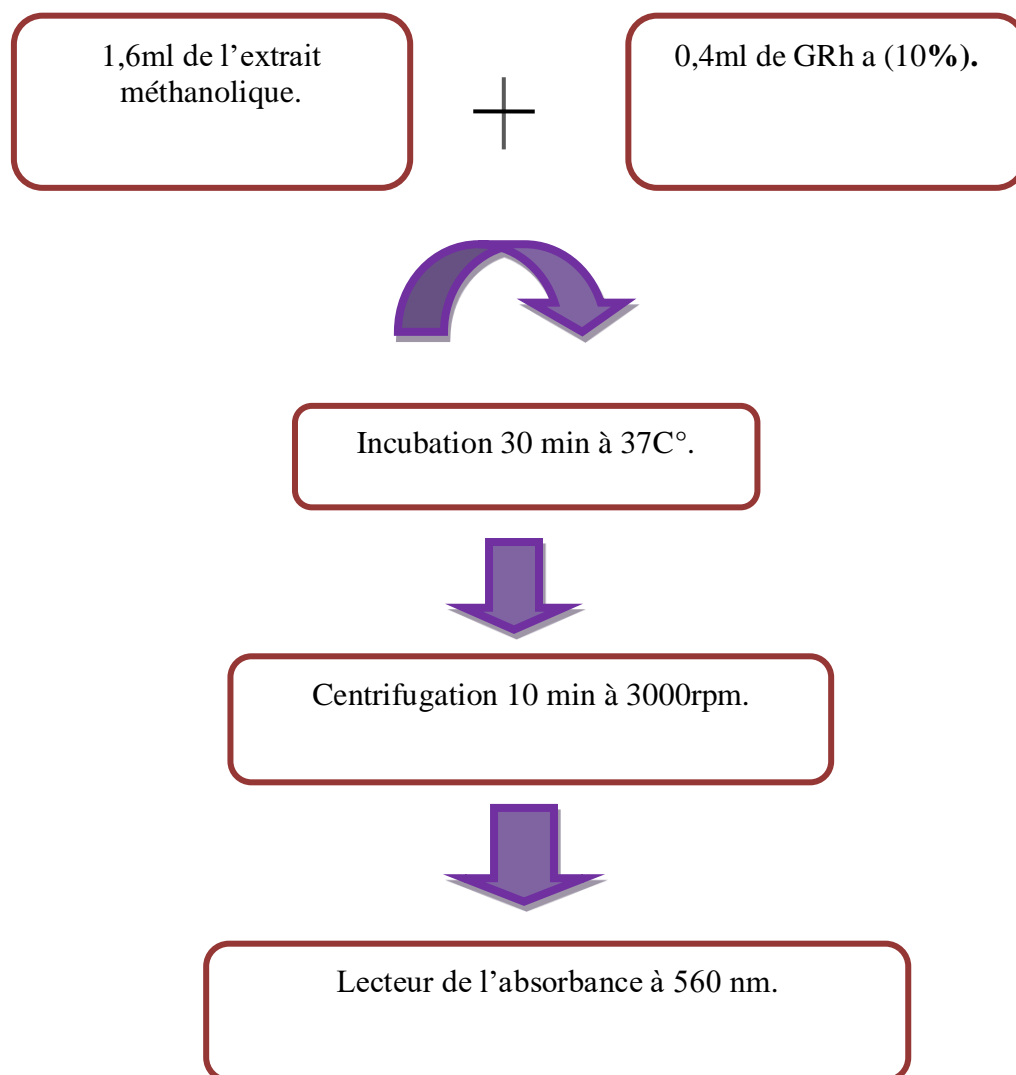 1,6ml de l’extrait
méthanolique.
0,4ml de GRh a (10%).
Incubation 30 min à 37C°.
Centrifugation 10 min à 3000rpm.
Lecteur de l’absorbance à 560 nm.